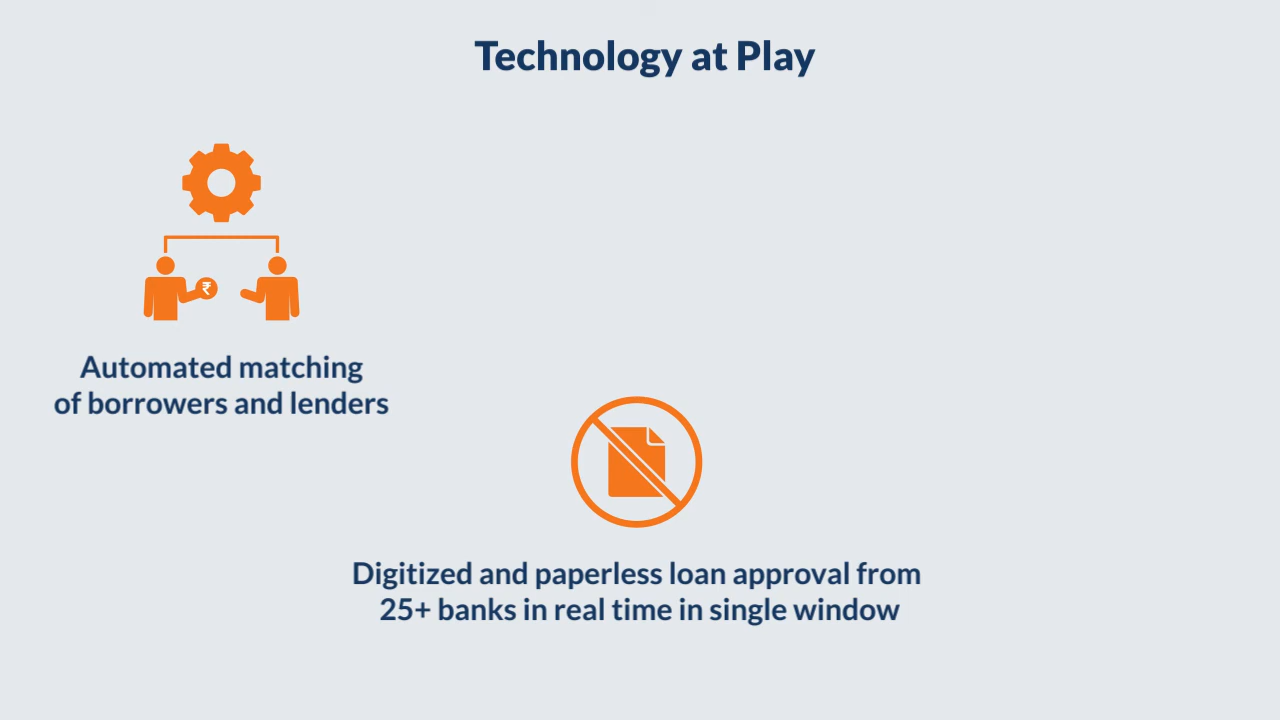 Technology at Play
₹
Automated matching
of borrowers and lenders
Digitized and paperless loan approval from
25+ banks in real time in single window